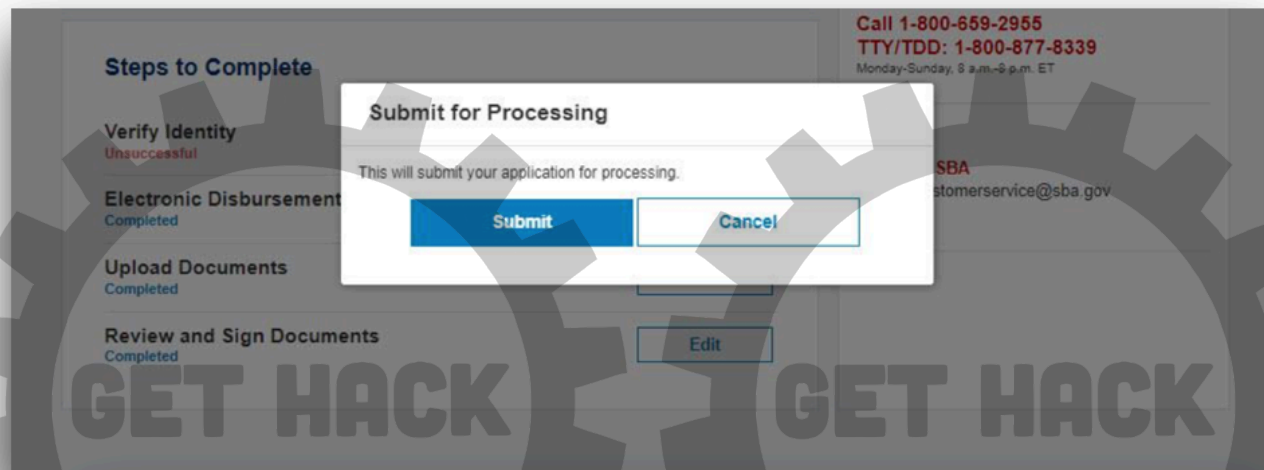 Steps to Complete
Verify Identity
Unsuccessful
Electronic Disbursement
Completed
Upload Documents
Completed
Review and Sign Documents
Completed
Edit
Submit for Processing
This will submit your application for processing.
Submit
Cancel
Call 1-800-659-2955
TTY/TDD: 1-800-877-8339
Monday-Sunday, 8 a.m.-8 p.m. ET
SBA
stomerservice@sba.gov
GET HACK
GET HACK